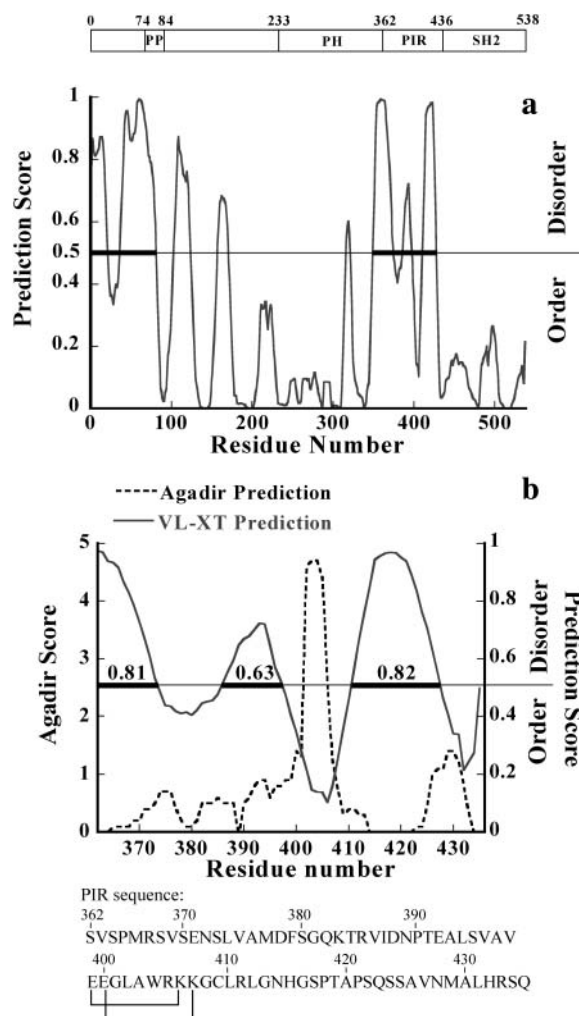 0 74 84 233 362 436 538
PP PH PIR SH2
a
1
0.8
0.6
0.5
0.4
0.2
0
Prediction Score
Disorder
Order
0 100 200 300 400 500
Residue Number
Agadir Prediction
VL-XT Prediction
b
5
4
3
2
1
0
Agadir Score
0.81 0.63 0.82
1
0.8
0.6
0.4
0.2
0
Disorder
Order
Prediction Score
370 380 390 400 410 420 430
Residue number
PIR sequence:
362 370 381 390
SVSPMRSVSENSLVAMDFSGQKTRVIDNPTEALSVAV
400 410 420 430
EEGLAWRKKGCLRLGNHGSPTAPSQSSAVNMALHRSQ